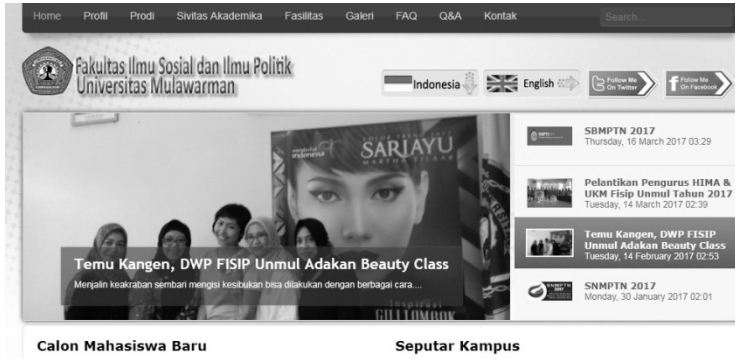 Home Profil Prodi Sivitas Akademika Fasilitas Galeri FAQ Q&A Kontak Search...
Fakultas Ilmu Sosial dan Ilmu Politik
Universitas Mulawarman
Indonesia
English
Follow Me
On Twitter
Follow Me
On Facebook
SARIAYU
MARTHA TILAAR
Temu Kangen, DWP FISIP Unmul Adakan Beauty Class
Menjalin keakraban sembari mengisi kesibukan bisa dilakukan dengan berbagai cara....
Inspirasi
GILI LOMBOK
SBMPTN 2017
Thursday, 16 March 2017 03:29
Pelantikan Pengurus HIMA &
UKM Fisip Unmul Tahun 2017
Tuesday, 14 March 2017 02:39
Temu Kangen, DWP FISIP
Unmul Adakan Beauty Class
Tuesday, 14 February 2017 02:53
SNMPTN 2017
Monday, 30 January 2017 02:01
Calon Mahasiswa Baru
Seputar Kampus